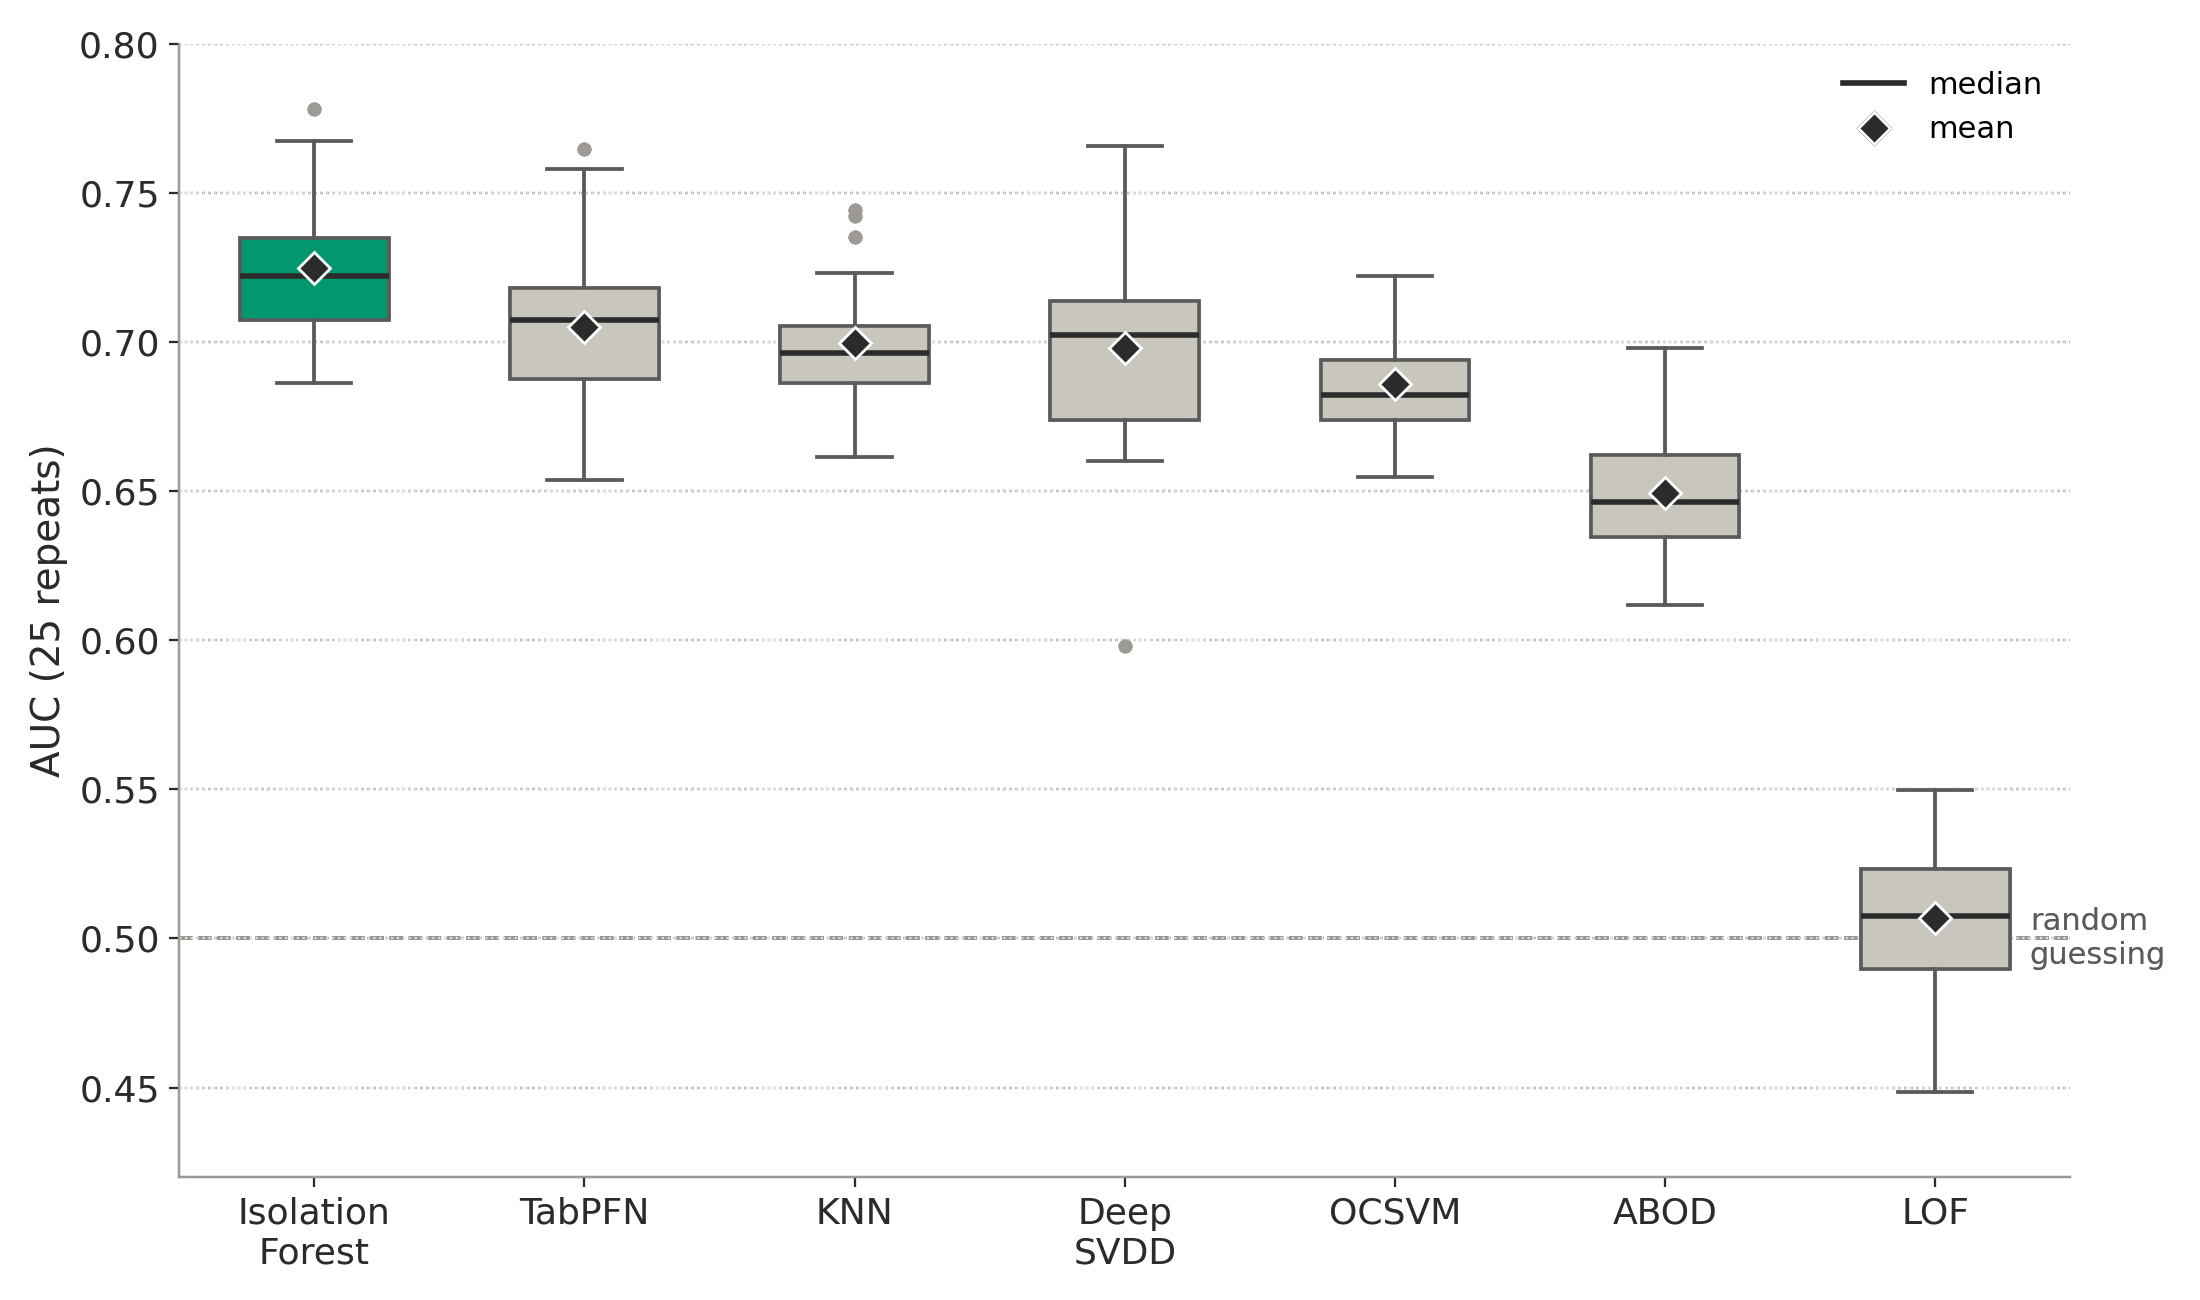 0.80
0.75
0.70
0.65
0.60
0.55
0.50
0.45
AUC (25 repeats)
median
mean
random
guessing
Isolation
Forest
TabPFN
KNN
Deep
SVDD
OCSVM
ABOD
LOF